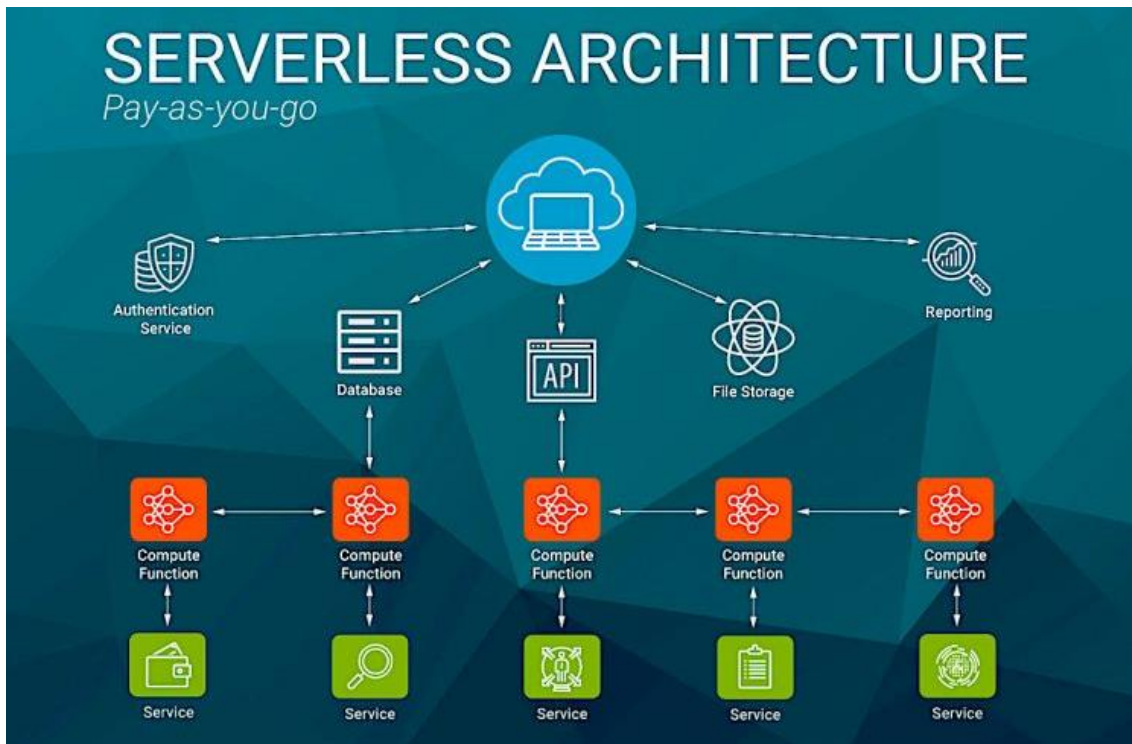 SERVERLESS ARCHITECTURE
Pay-as-you-go
Authentication
Service
Database
API
File Storage
Reporting
Compute
Function
Compute
Function
Compute
Function
Compute
Function
Compute
Function
Service
Service
Service
Service
Service